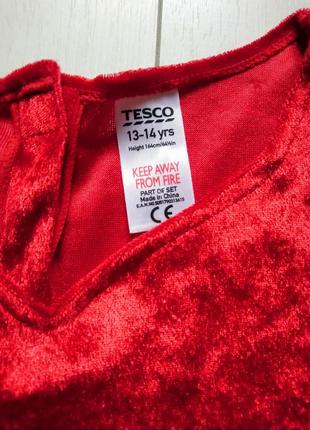 TESCO
13-14 yrs
Height 164cm/64½in
KEEP AWAY
FROM FIRE
PART OF SET
Made in China
CE